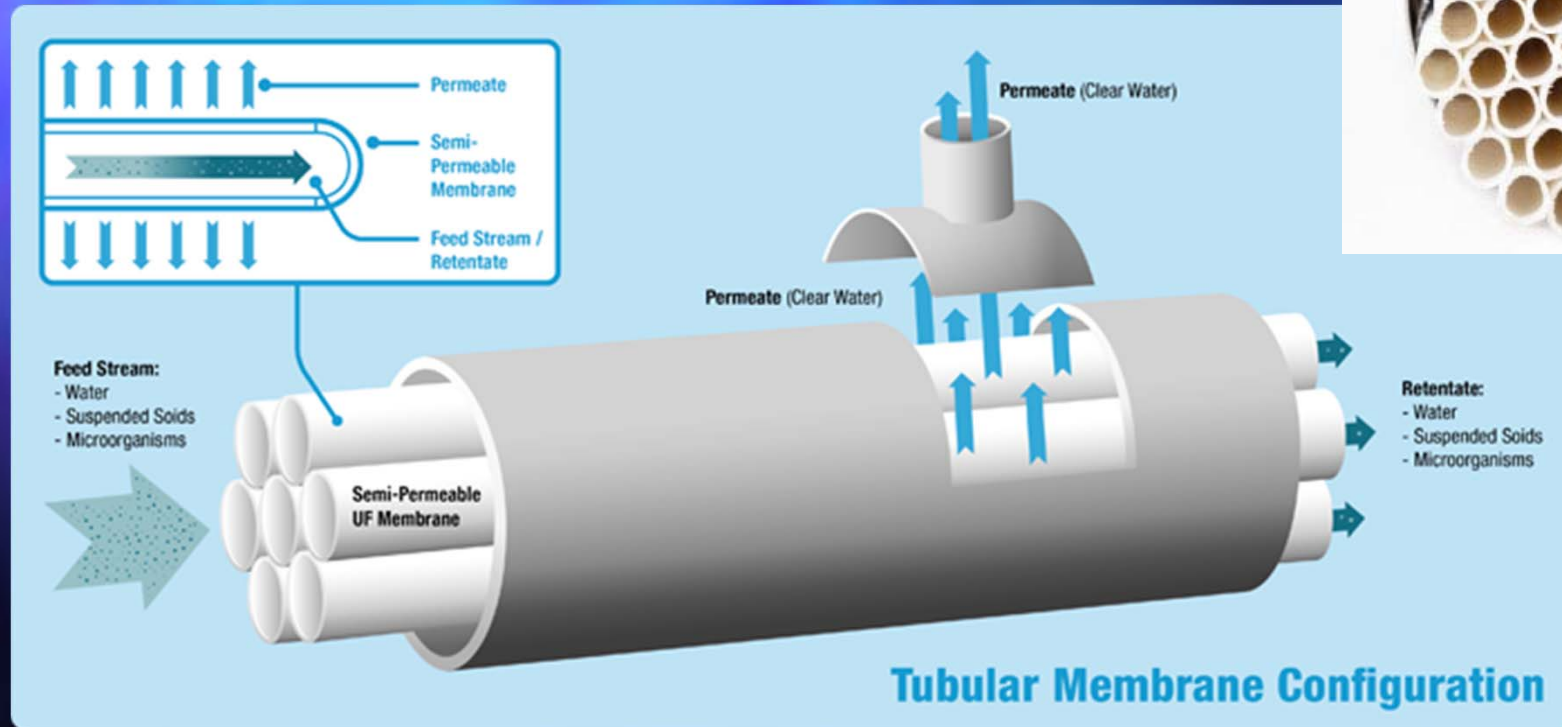 Permeate
Semi-
Permeable
Membrane
Feed Stream /
Retentate
Permeate (Clear Water)
Permeate (Clear Water)
Feed Stream:
- Water
- Suspended Soids
- Microorganisms
Semi-Permeable
UF Membrane
Retentate:
- Water
- Suspended Soids
- Microorganisms
Tubular Membrane Configuration